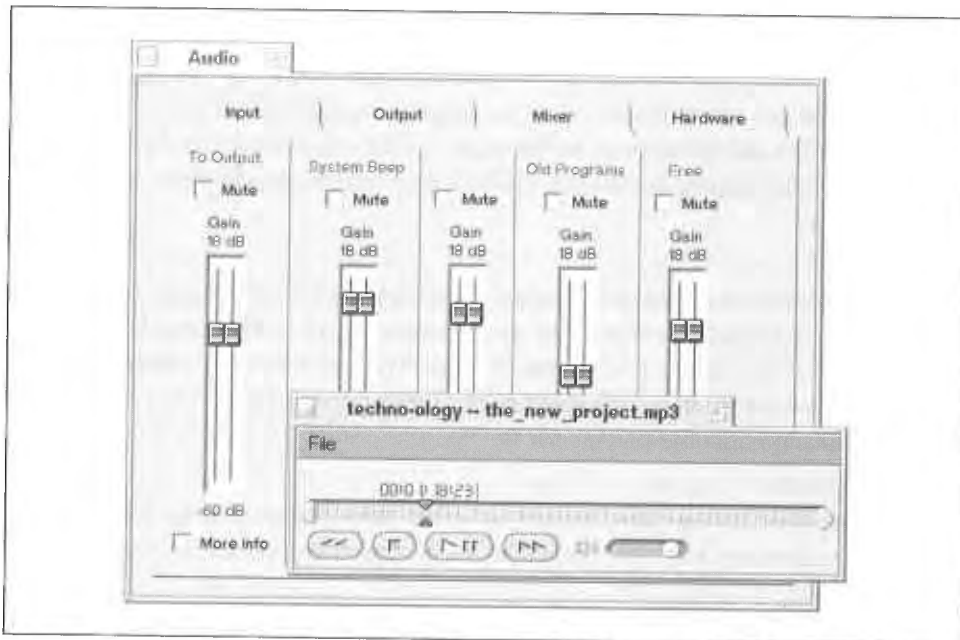 Audio
Input Output Mixer Hardware
To Output System Beep Old Programs Free
Mute Mute Mute Mute Mute
Gain Gain Gain Gain Gain
18 dB 18 dB 18 dB 18 dB 18 dB
techno-ology -- the_new_project.mp3
File
-60 dB
More Info